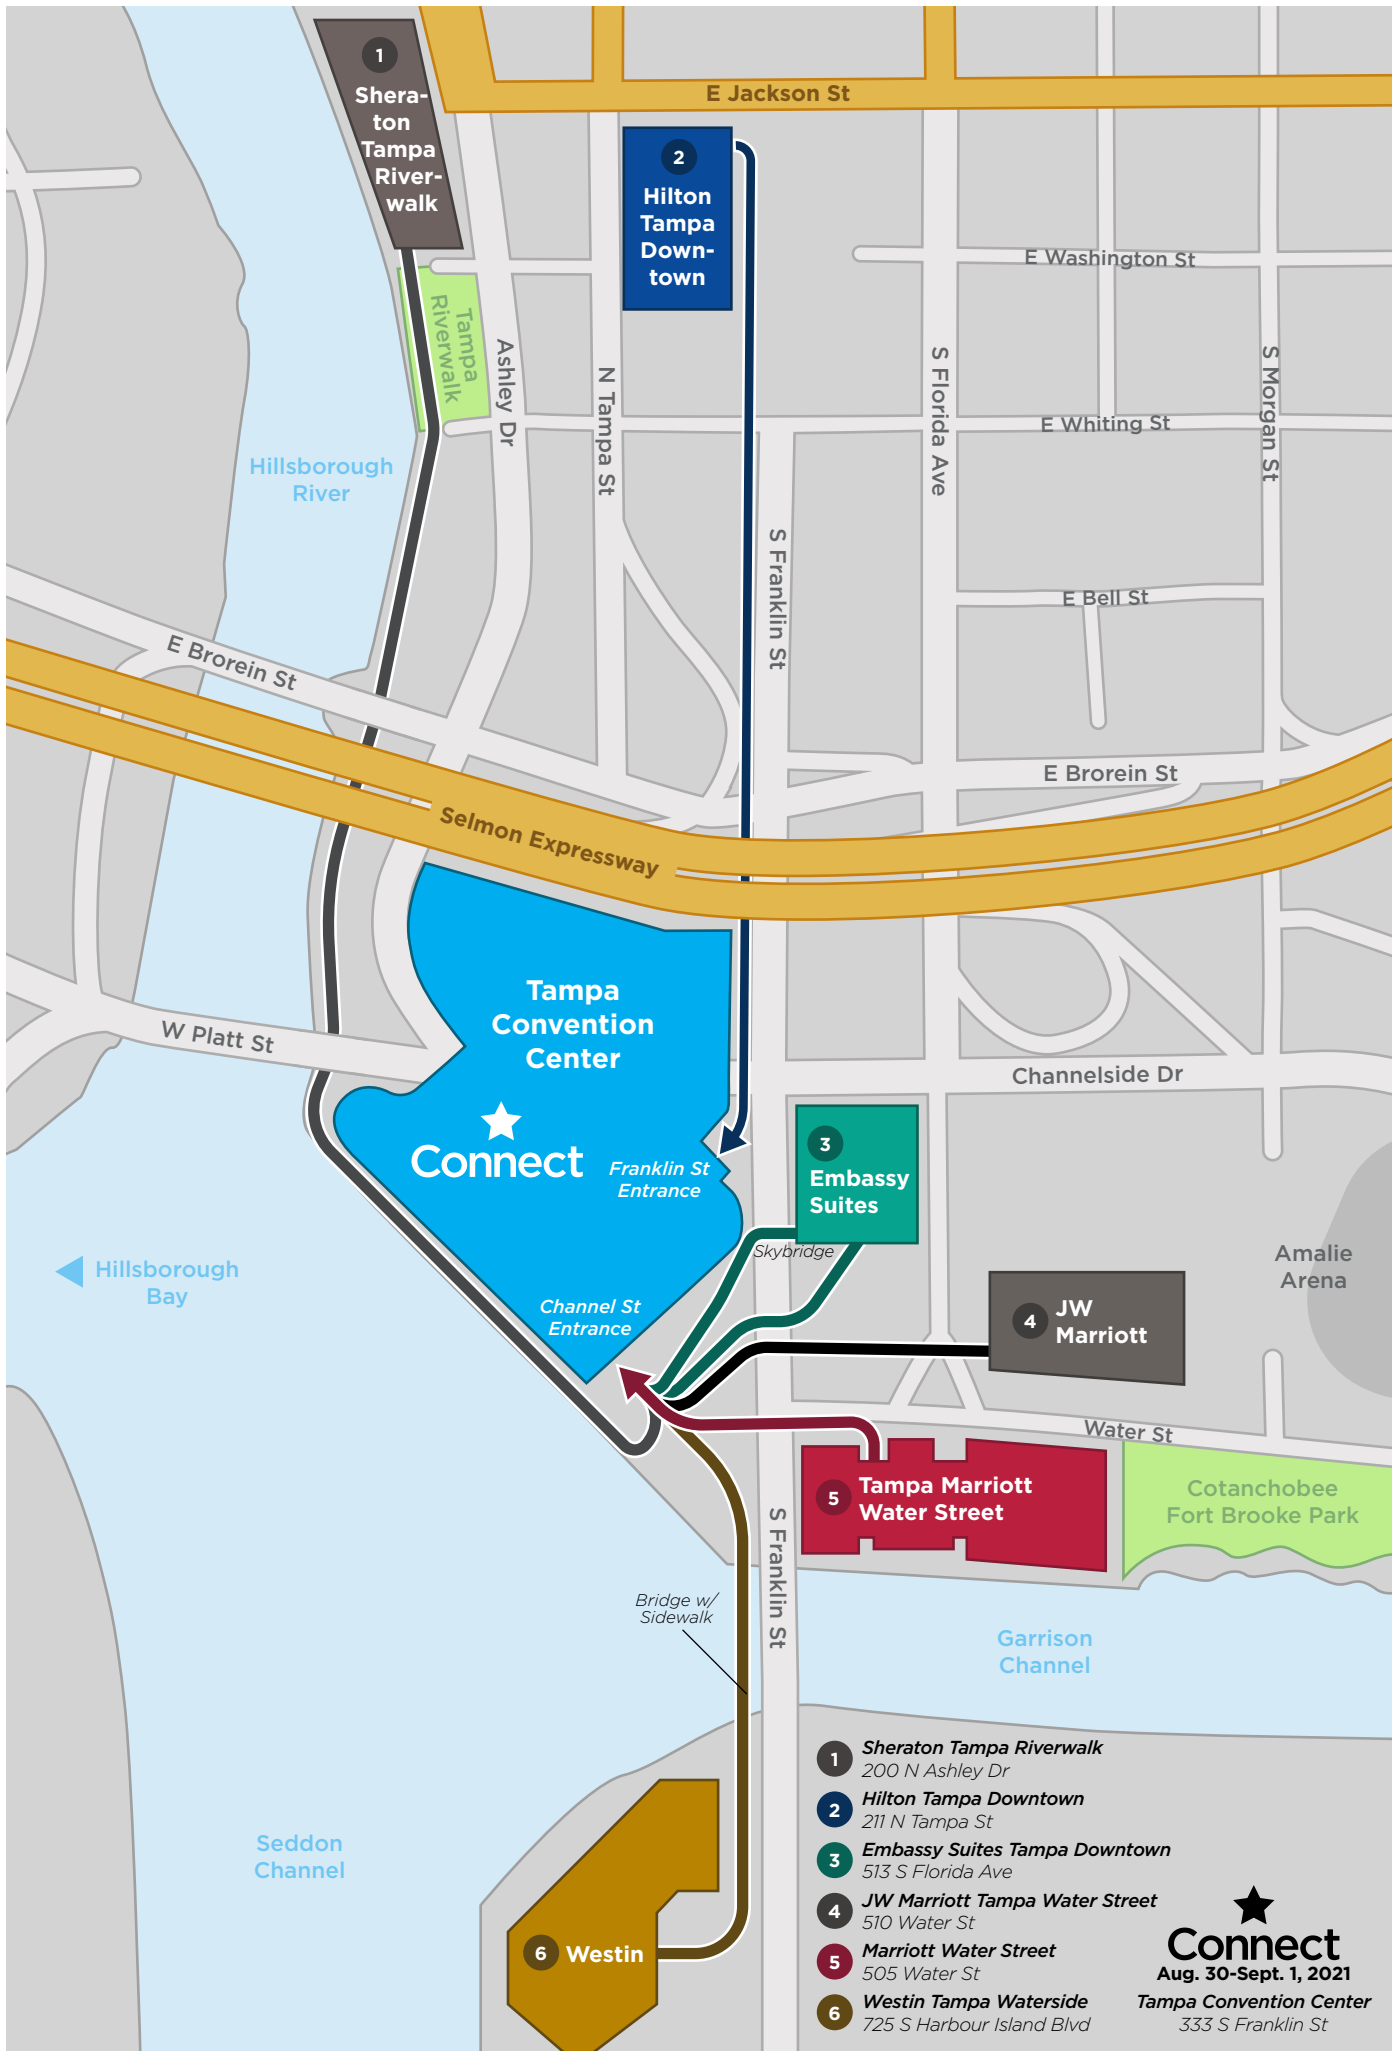 1
Shera-
ton
Tampa
River-
walk
E Jackson St
2
Hilton
Tampa
Down-
town
E Washington St
Tampa
Riverwalk
Ashley Dr
N Tampa St
S Florida Ave
S Morgan St
E Whiting St
Hillsborough
River
S Franklin St
E Bell St
E Brorein St
E Brorein St
Selmon Expressway
Tampa
Convention
Center
W Platt St
Channelside Dr
Connect
Franklin St
Entrance
3
Embassy
Suites
Skybridge
Amalie
Arena
Hillsborough
Bay
Channel St
Entrance
4
JW
Marriott
Water St
5
Tampa Marriott
Water Street
Cotanchobee
Fort Brooke Park
S Franklin St
Bridge w/
Sidewalk
Garrison
Channel
Seddon
Channel
6 Westin
1
Sheraton Tampa Riverwalk
200 N Ashley Dr
2
Hilton Tampa Downtown
211 N Tampa St
3
Embassy Suites Tampa Downtown
513 S Florida Ave
4
JW Marriott Tampa Water Street
510 Water St
5
Marriott Water Street
505 Water St
6
Westin Tampa Waterside
725 S Harbour Island Blvd
Connect
Aug. 30-Sept. 1, 2021
Tampa Convention Center
333 S Franklin St